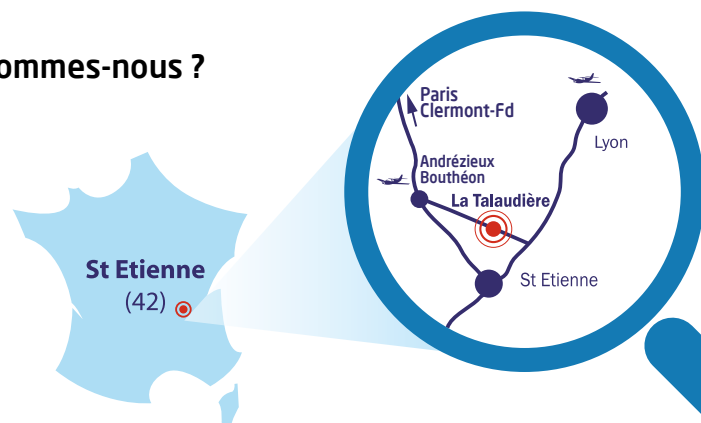 ommes-nous ?
Paris
Clermont-Fd
Lyon
Andrézieux
Bouthéon
La Talaudière
St Etienne
St Etienne
(42)